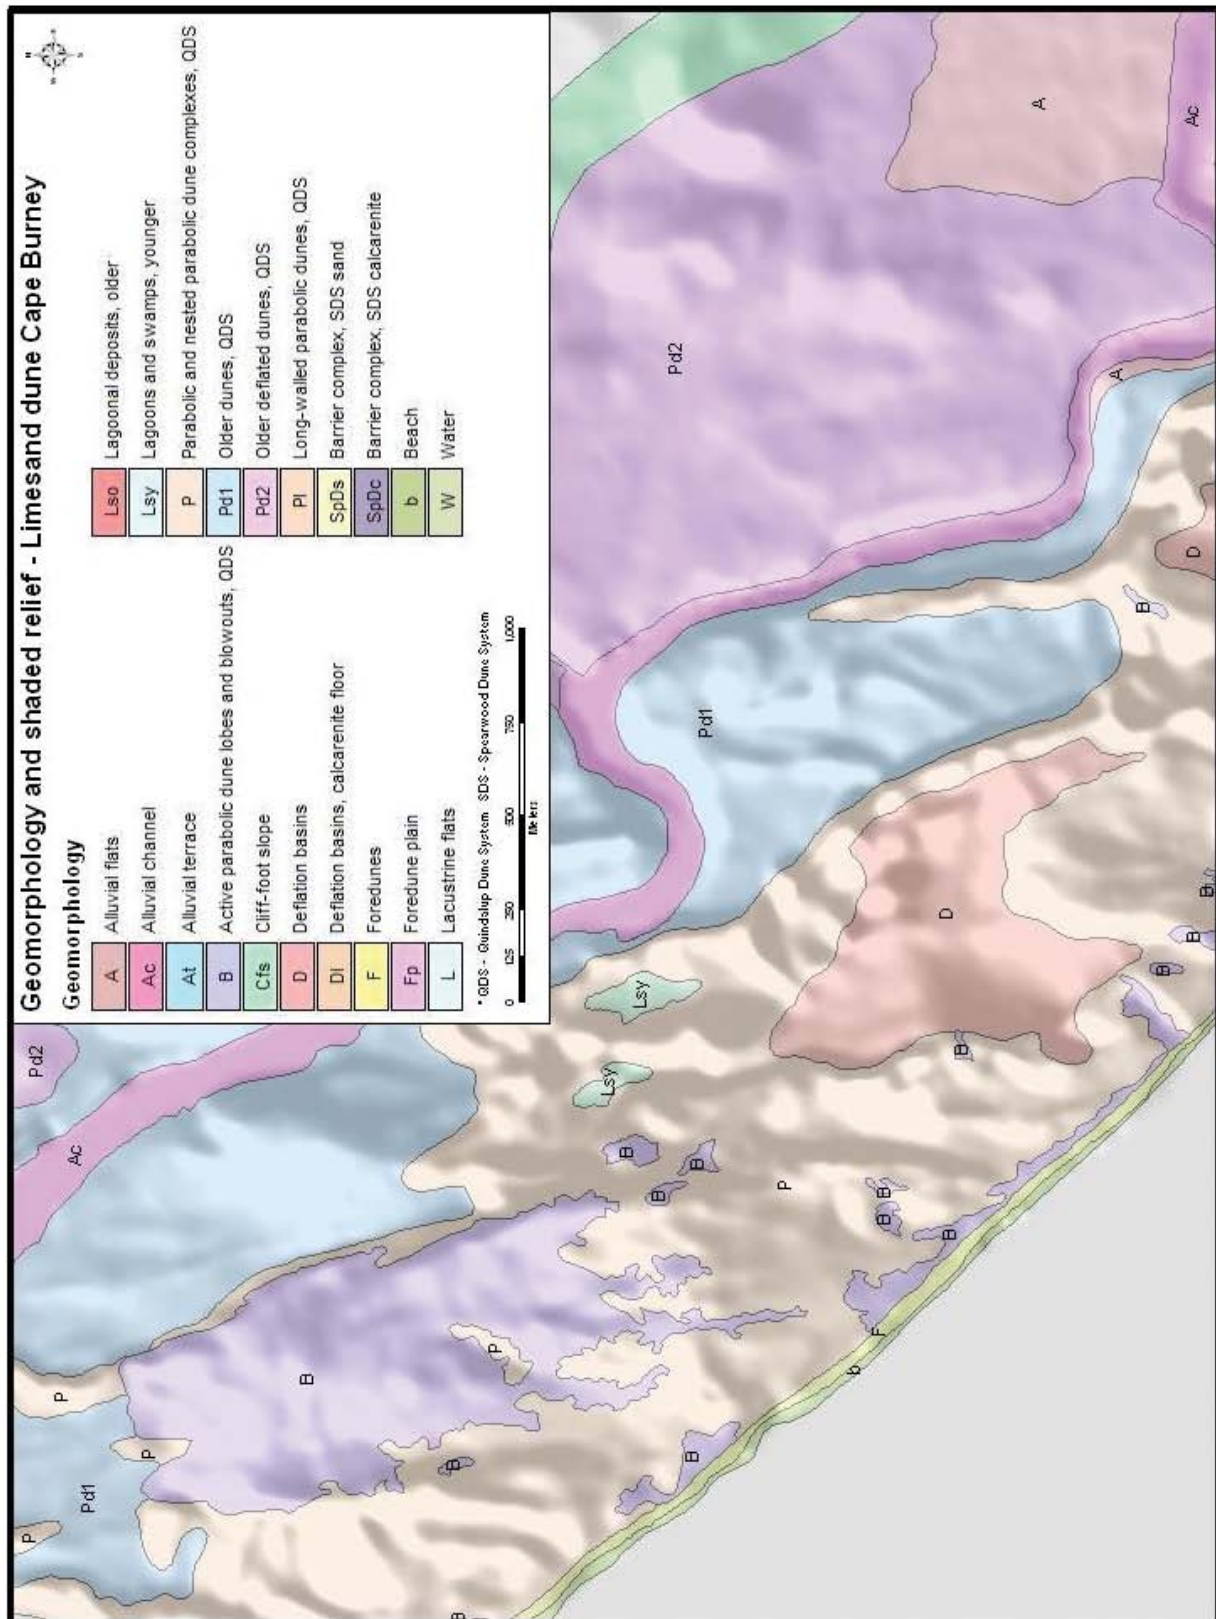 Geomorphology and shaded relief - Limesand dune Cape Burney
N
Geomorphology
A Alluvial flats
Ac Alluvial channel
At Alluvial terrace
B Active parabolic dune lobes and blowouts, QDS
Cfs Cliff-foot slope
D Deflation basins
Dl Deflation basins, calcarenite floor
F Foredunes
Fp Foredune plain
L Lacustrine flats
Lso Lagoonal deposits, older
Lsy Lagoons and swamps, younger
P Parabolic and nested parabolic dune complexes, QDS
Pd1 Older dunes, QDS
Pd2 Older deflated dunes, QDS
Pl Long-walled parabolic dunes, QDS
SpDs Barrier complex, SDS sand
SpDc Barrier complex, SDS calcarenite
b Beach
W Water
* QDS - Quindalup Dune System SDS - Spearwood Dune System
0 125 250 500 750 1,000
Meters
Pd2
Ac
P
Pd1
P
P
B
P
B
B
B
B
B
B
P
B
B
B
F
b
Lsy
Lsy
B
D
B
B
B
Pd1
Pd2
B
D
A
A
Ac
B